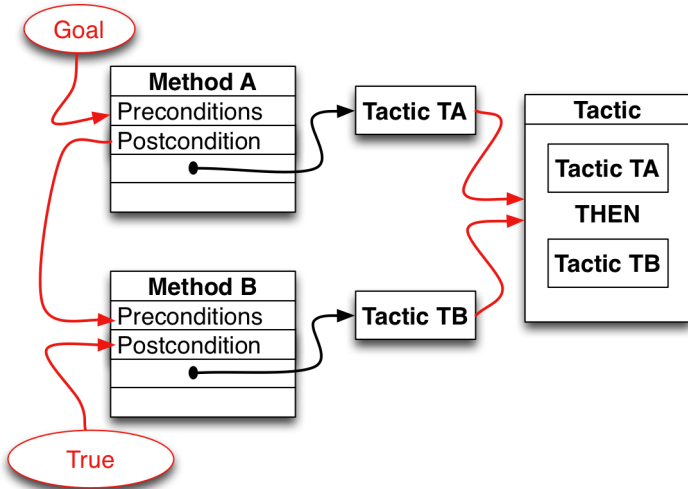 Goal
Method A
Preconditions
Postcondition
Tactic TA
Tactic
Tactic TA
THEN
Tactic TB
Method B
Preconditions
Postcondition
Tactic TB
True